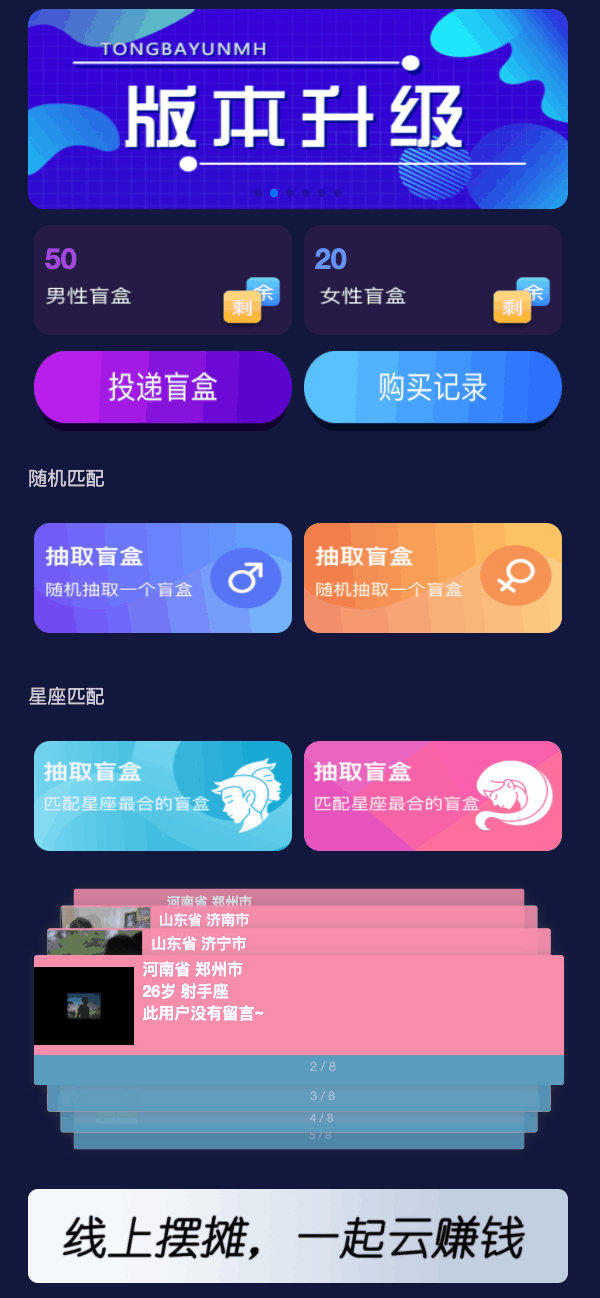 TONGBAYUNMH
版本升级
50
男性盲盒
剩余
20
女性盲盒
剩余
投递盲盒
购买记录
随机匹配
抽取盲盒
随机抽取一个盲盒
抽取盲盒
随机抽取一个盲盒
星座匹配
抽取盲盒
匹配星座最合的盲盒
抽取盲盒
匹配星座最合的盲盒
河南省 郑州市
山东省 济南市
山东省 济宁市
河南省 郑州市
26岁 射手座
此用户没有留言~
2 / 8
3 / 8
4 / 8
5 / 8
线上摆摊，一起云赚钱